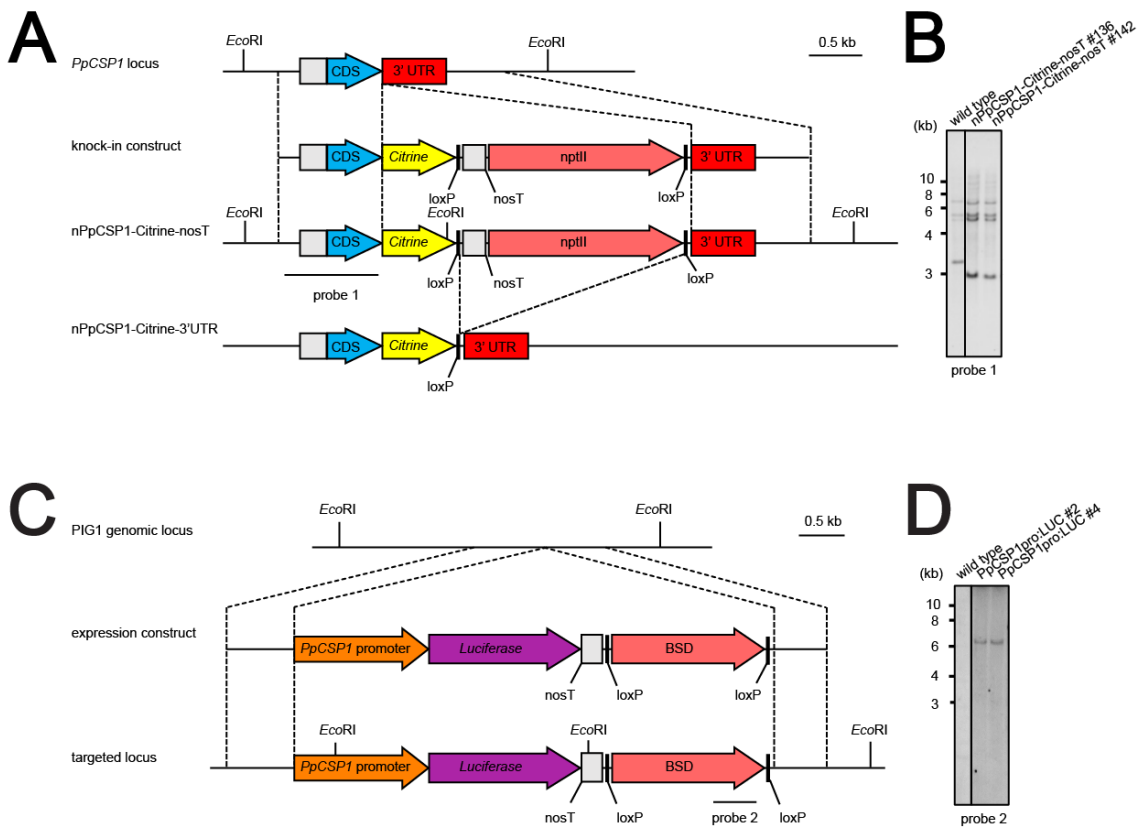 A
B
EcoRI
EcoRI
0.5 kb
PpCSP1 locus
CDS
3' UTR
knock-in construct
CDS
Citrine
nptII
3' UTR
loxP
nosT
loxP
EcoRI
EcoRI
EcoRI
nPpCSP1-Citrine-nosT
CDS
Citrine
nptII
3' UTR
probe 1
loxP
nosT
loxP
nPpCSP1-Citrine-3'UTR
CDS
Citrine
3' UTR
loxP
(kb)
wild type
nPpCSP1-Citrine-nosT #136
nPpCSP1-Citrine-nosT #142
10
8
6
4
3
probe 1
C
D
EcoRI
EcoRI
0.5 kb
PIG1 genomic locus
expression construct
PpCSP1 promoter
Luciferase
BSD
nosT
loxP
loxP
EcoRI
EcoRI
EcoRI
targeted locus
PpCSP1 promoter
Luciferase
BSD
nosT
loxP
probe 2
loxP
(kb)
wild type
PpCSP1pro:LUC #2
PpCSP1pro:LUC #4
10
8
6
3
probe 2